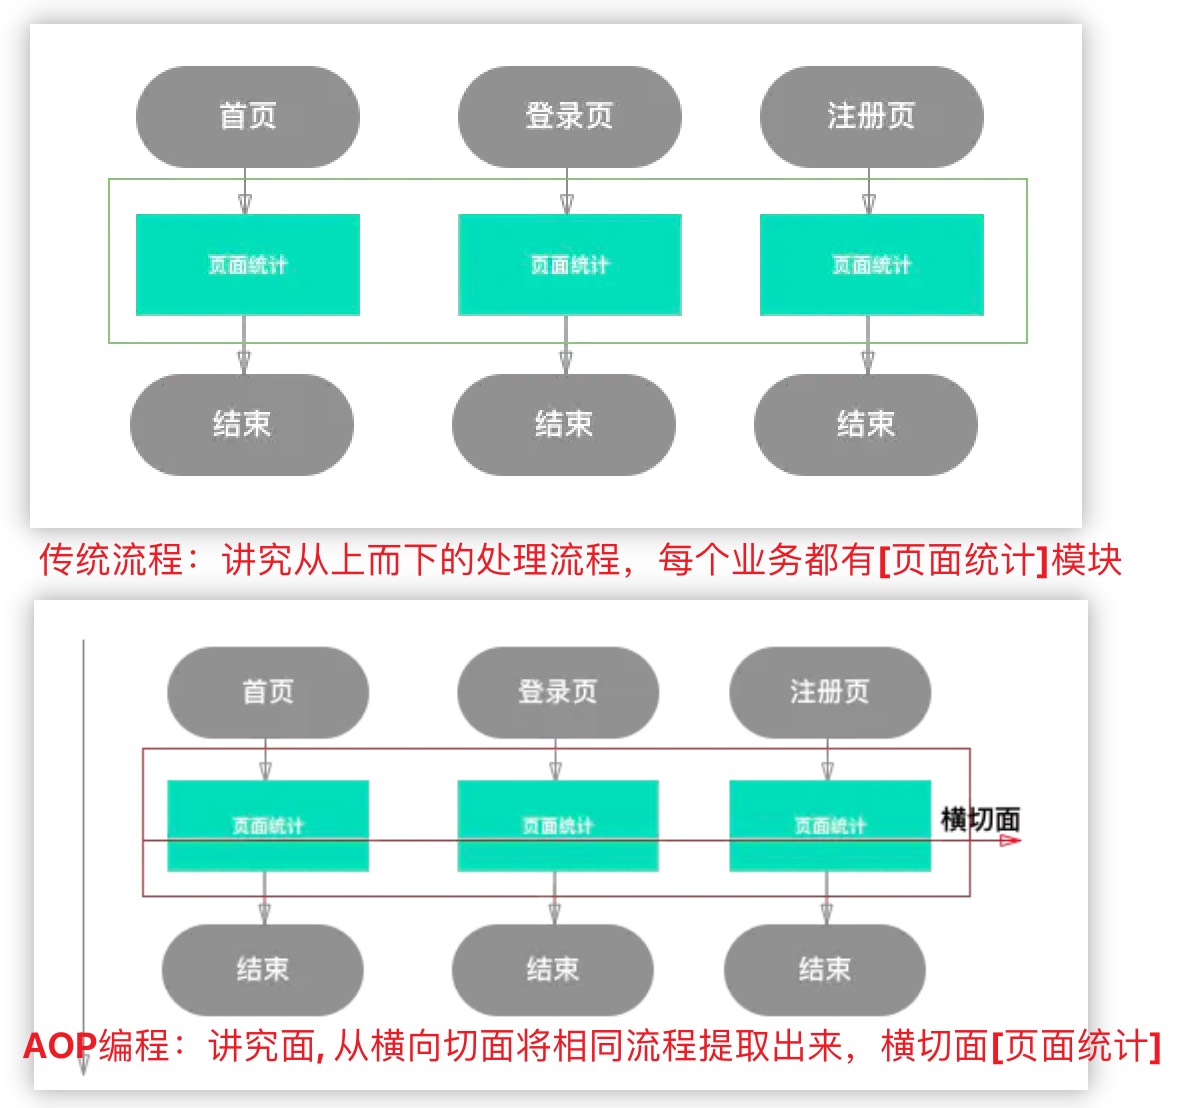 首页 登录页 注册页
页面统计 页面统计 页面统计
结束 结束 结束
传统流程：讲究从上而下的处理流程，每个业务都有[页面统计]模块
首页 登录页 注册页
横切面
页面统计 页面统计 页面统计
结束 结束 结束
AOP编程：讲究面, 从横向切面将相同流程提取出来，横切面[页面统计]